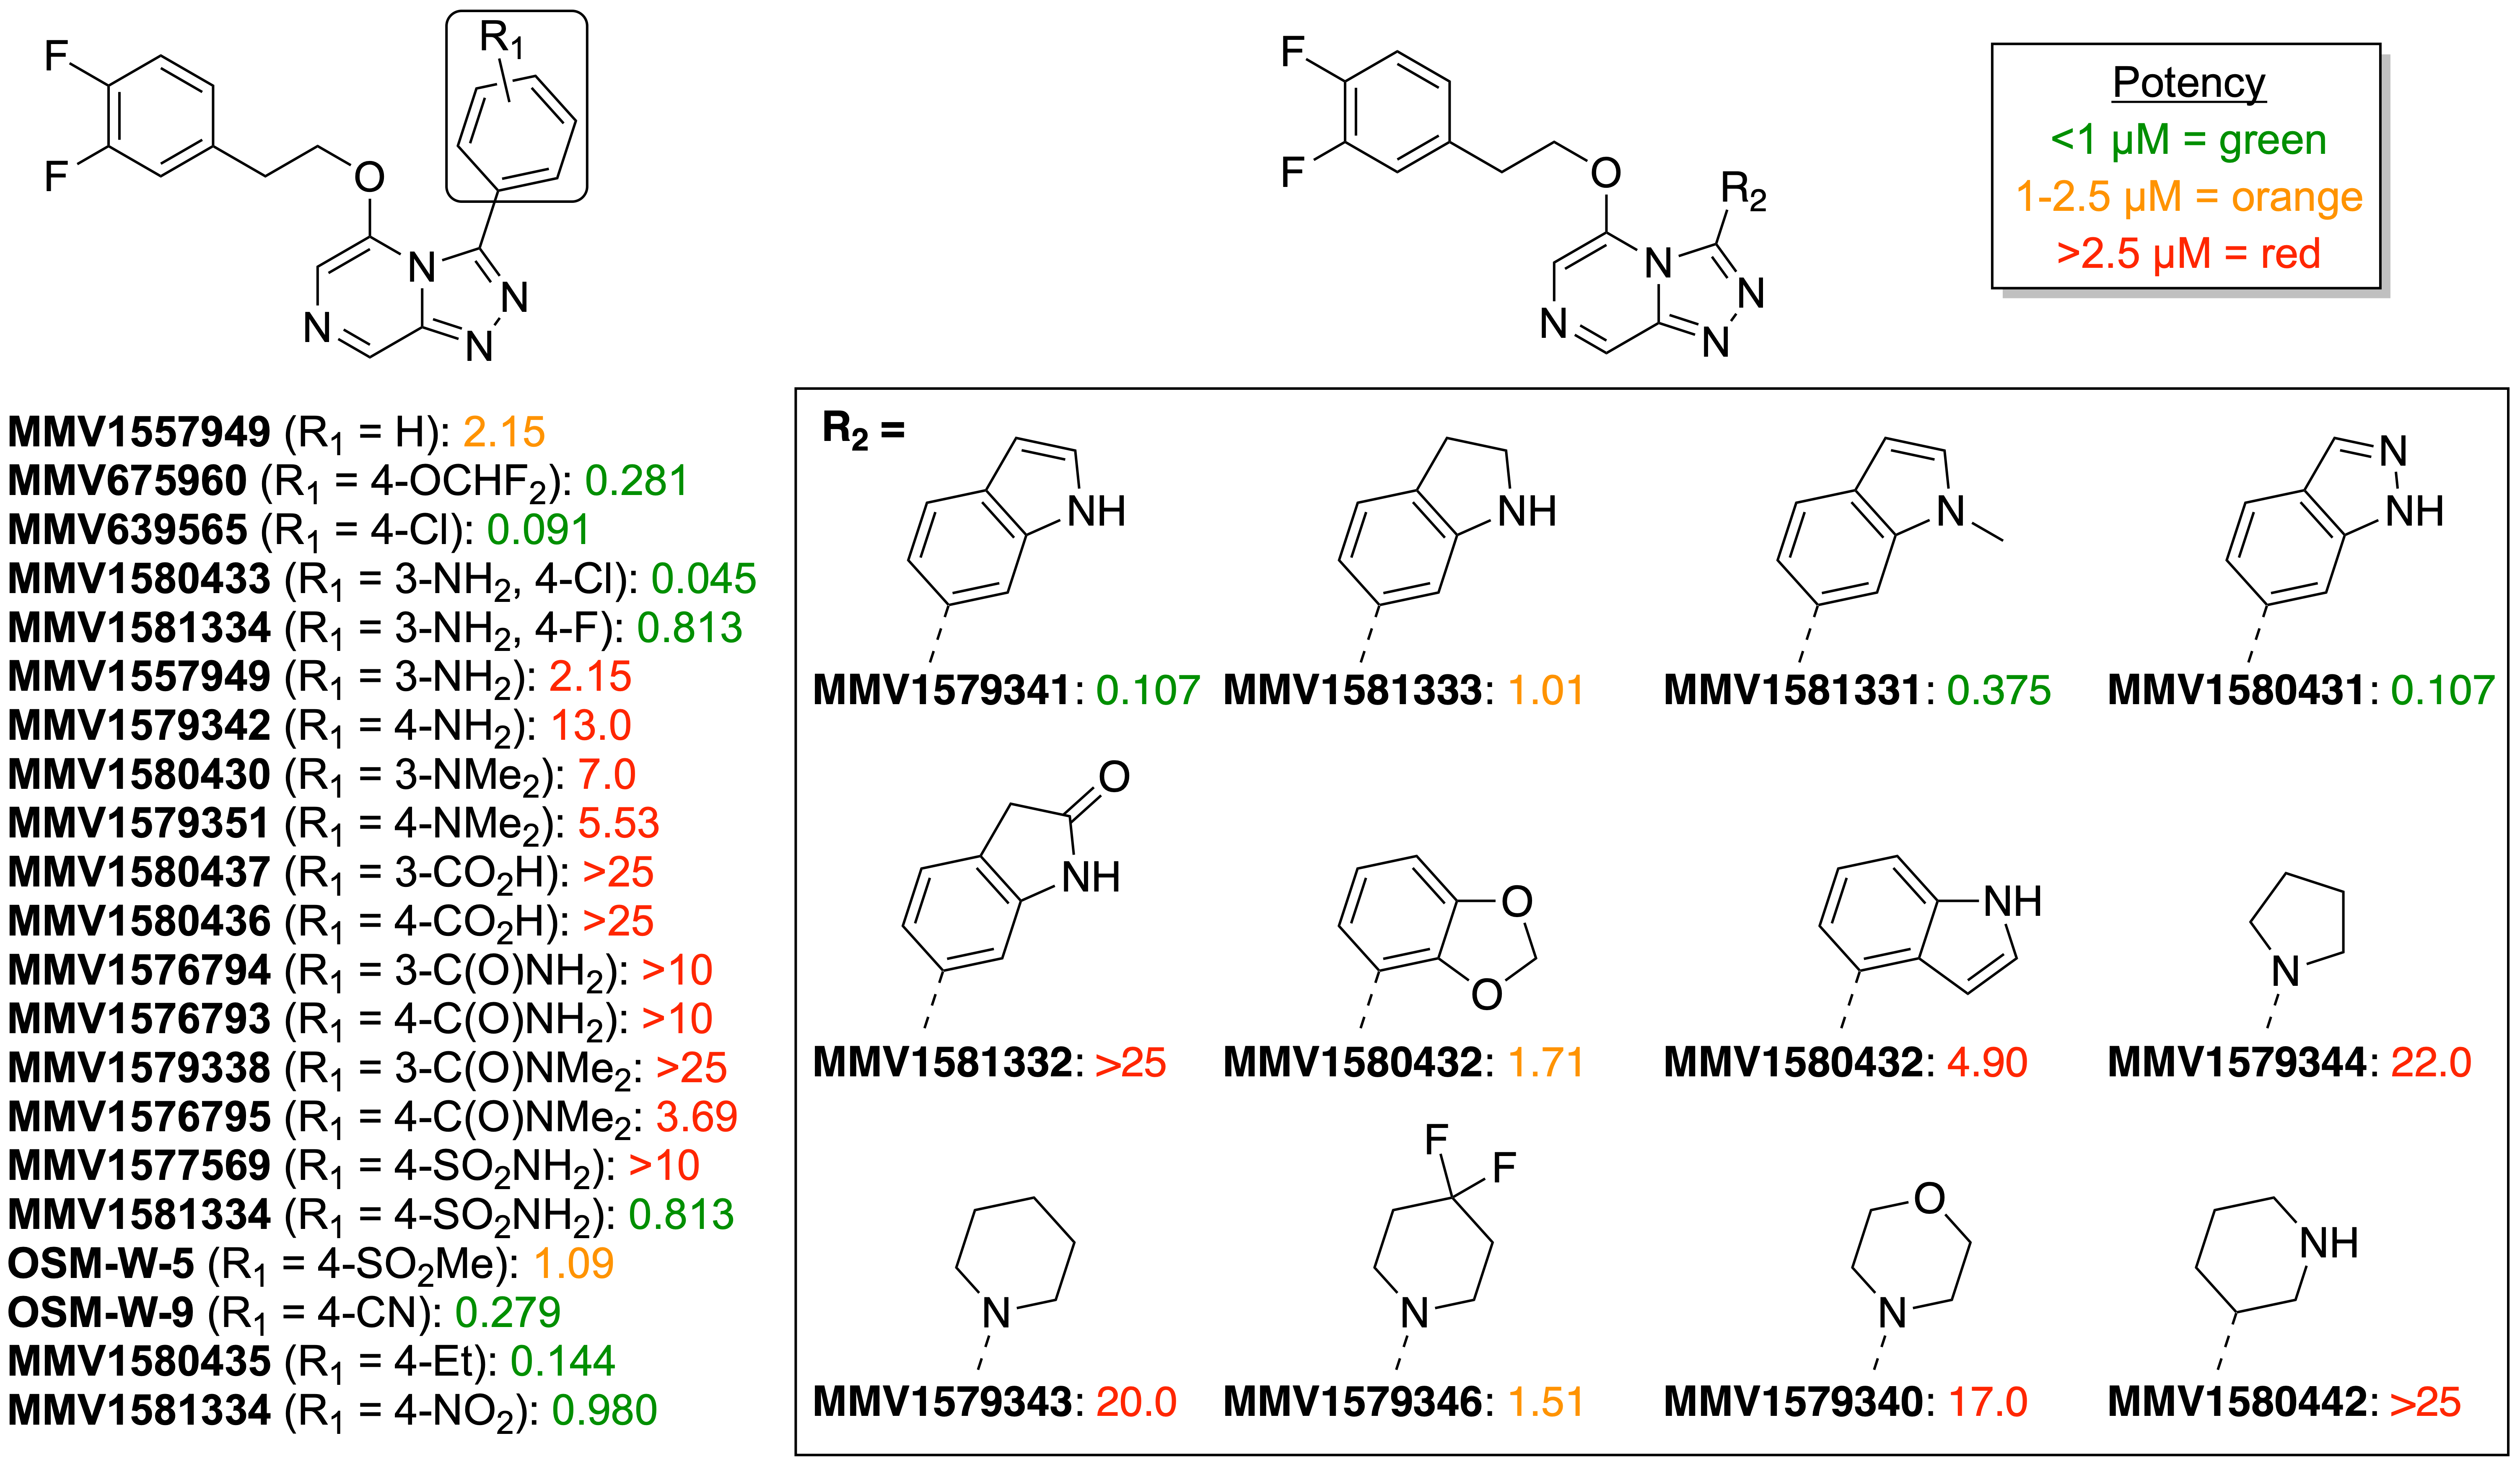 R1
F
F
O
N
N
N
N
F
F
O
R2
N
N
N
N
Potency
<1 µM = green
1-2.5 µM = orange
>2.5 µM = red
MMV1557949 (R1 = H): 2.15
MMV675960 (R1 = 4-OCHF2): 0.281
MMV639565 (R1 = 4-Cl): 0.091
MMV1580433 (R1 = 3-NH2, 4-Cl): 0.045
MMV1581334 (R1 = 3-NH2, 4-F): 0.813
MMV1557949 (R1 = 3-NH2): 2.15
MMV1579342 (R1 = 4-NH2): 13.0
MMV1580430 (R1 = 3-NMe2): 7.0
MMV1579351 (R1 = 4-NMe2): 5.53
MMV1580437 (R1 = 3-CO2H): >25
MMV1580436 (R1 = 4-CO2H): >25
MMV1576794 (R1 = 3-C(O)NH2): >10
MMV1576793 (R1 = 4-C(O)NH2): >10
MMV1579338 (R1 = 3-C(O)NMe2: >25
MMV1576795 (R1 = 4-C(O)NMe2: 3.69
MMV1577569 (R1 = 4-SO2NH2): >10
MMV1581334 (R1 = 4-SO2NH2): 0.813
OSM-W-5 (R1 = 4-SO2Me): 1.09
OSM-W-9 (R1 = 4-CN): 0.279
MMV1580435 (R1 = 4-Et): 0.144
MMV1581334 (R1 = 4-NO2): 0.980
R2 =
NH
NH
N
N
NH
MMV1579341: 0.107
MMV1581333: 1.01
MMV1581331: 0.375
MMV1580431: 0.107
O
NH
O
O
NH
N
MMV1581332: >25
MMV1580432: 1.71
MMV1580432: 4.90
MMV1579344: 22.0
N
F
F
N
O
N
NH
MMV1579343: 20.0
MMV1579346: 1.51
MMV1579340: 17.0
MMV1580442: >25